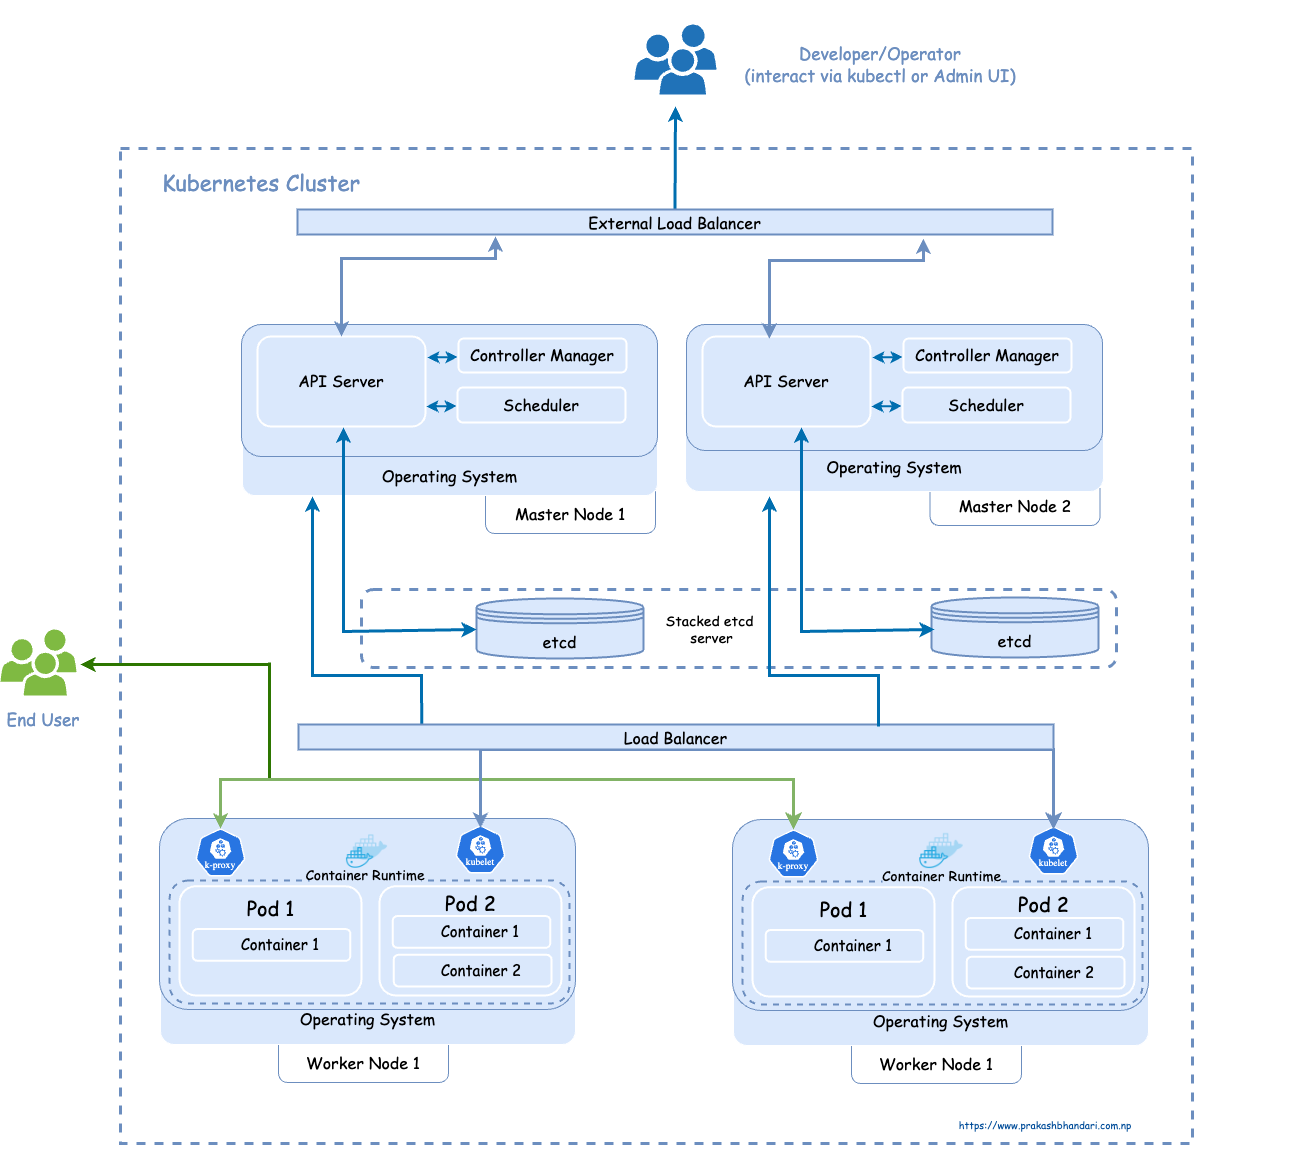 Developer/Operator
(interact via kubectl or Admin UI)
Kubernetes Cluster
External Load Balancer
API Server
Controller Manager
Scheduler
Operating System
Master Node 1
API Server
Controller Manager
Scheduler
Operating System
Master Node 2
etcd
Stacked etcd
server
etcd
End User
Load Balancer
k-proxy
kubelet
Container Runtime
Pod 1
Container 1
Pod 2
Container 1
Container 2
Operating System
Worker Node 1
k-proxy
kubelet
Container Runtime
Pod 1
Container 1
Pod 2
Container 1
Container 2
Operating System
Worker Node 1
https://www.prakashbhandari.com.np